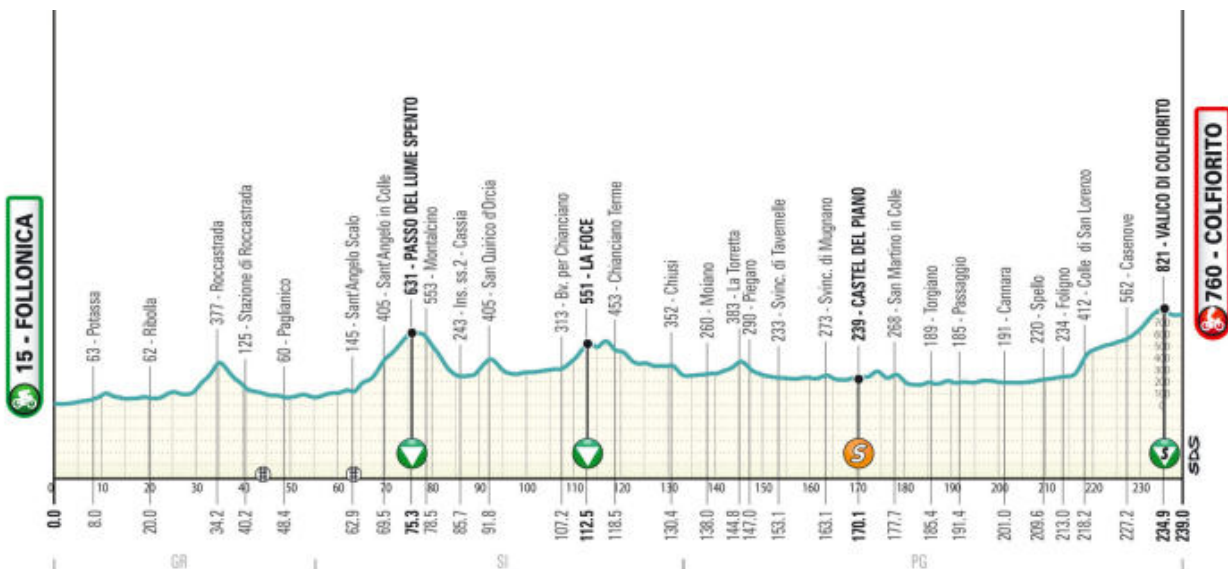 15 - FOLLONICA
63 - Potassa
62 - Ribolla
377 - Roccastrada
125 - Stazione di Roccastrada
60 - Paglianico
145 - Sant'Angelo Scalo
405 - Sant'Angelo in Colle
631 - PASSO DEL LUME SPENTO
553 - Montalcino
243 - Ins. ss.2 - Cassia
405 - San Quirico d'Orcia
313 - Bv. per Chianciano
551 - LA FOCE
453 - Chianciano Terme
352 - Chiusi
260 - Moiano
383 - La Torretta
290 - Piegaro
233 - Svinc. di Tavernelle
273 - Svinc. di Mugnano
239 - CASTEL DEL PIANO
268 - San Martino in Colle
189 - Torgiano
185 - Passaggio
191 - Cannara
220 - Spello
234 - Foligno
412 - Colle di San Lorenzo
562 - Casenove
821 - VALICO DI COLFIORITO
760 - COLFIORITO
700
600
500
400
300
200
100
0
S
S
SDS
0 10 20 30 40 50 60 70 80 90 100 110 120 130 140 150 160 170 180 190 200 210 220 230
0.0 8.0 20.0 34.2 40.2 48.4 62.9 69.5 75.3 78.5 85.7 91.8 107.2 112.5 118.5 130.4 138.0 144.8 147.0 153.1 163.1 170.1 177.7 185.4 191.4 201.0 209.6 213.0 218.2 227.2 234.9 239.0
GR SI PG